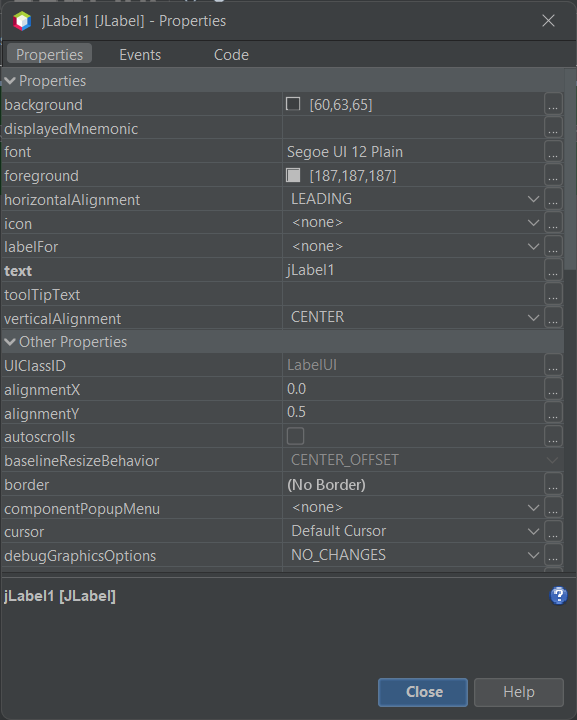 jLabel1 [JLabel] - Properties
Properties Events Code
Properties
background [60,63,65] ...
displayedMnemonic ...
font Segoe UI 12 Plain ...
foreground [187,187,187] ...
horizontalAlignment LEADING ...
icon <none> ...
labelFor <none> ...
text jLabel1 ...
toolTipText ...
verticalAlignment CENTER ...
Other Properties
UIClassID LabelUI ...
alignmentX 0.0 ...
alignmentY 0.5 ...
autoscrolls ...
baselineResizeBehavior CENTER_OFFSET
border (No Border) ...
componentPopupMenu <none> ...
cursor Default Cursor ...
debugGraphicsOptions NO_CHANGES ...
jLabel1 [JLabel] ?
Close Help